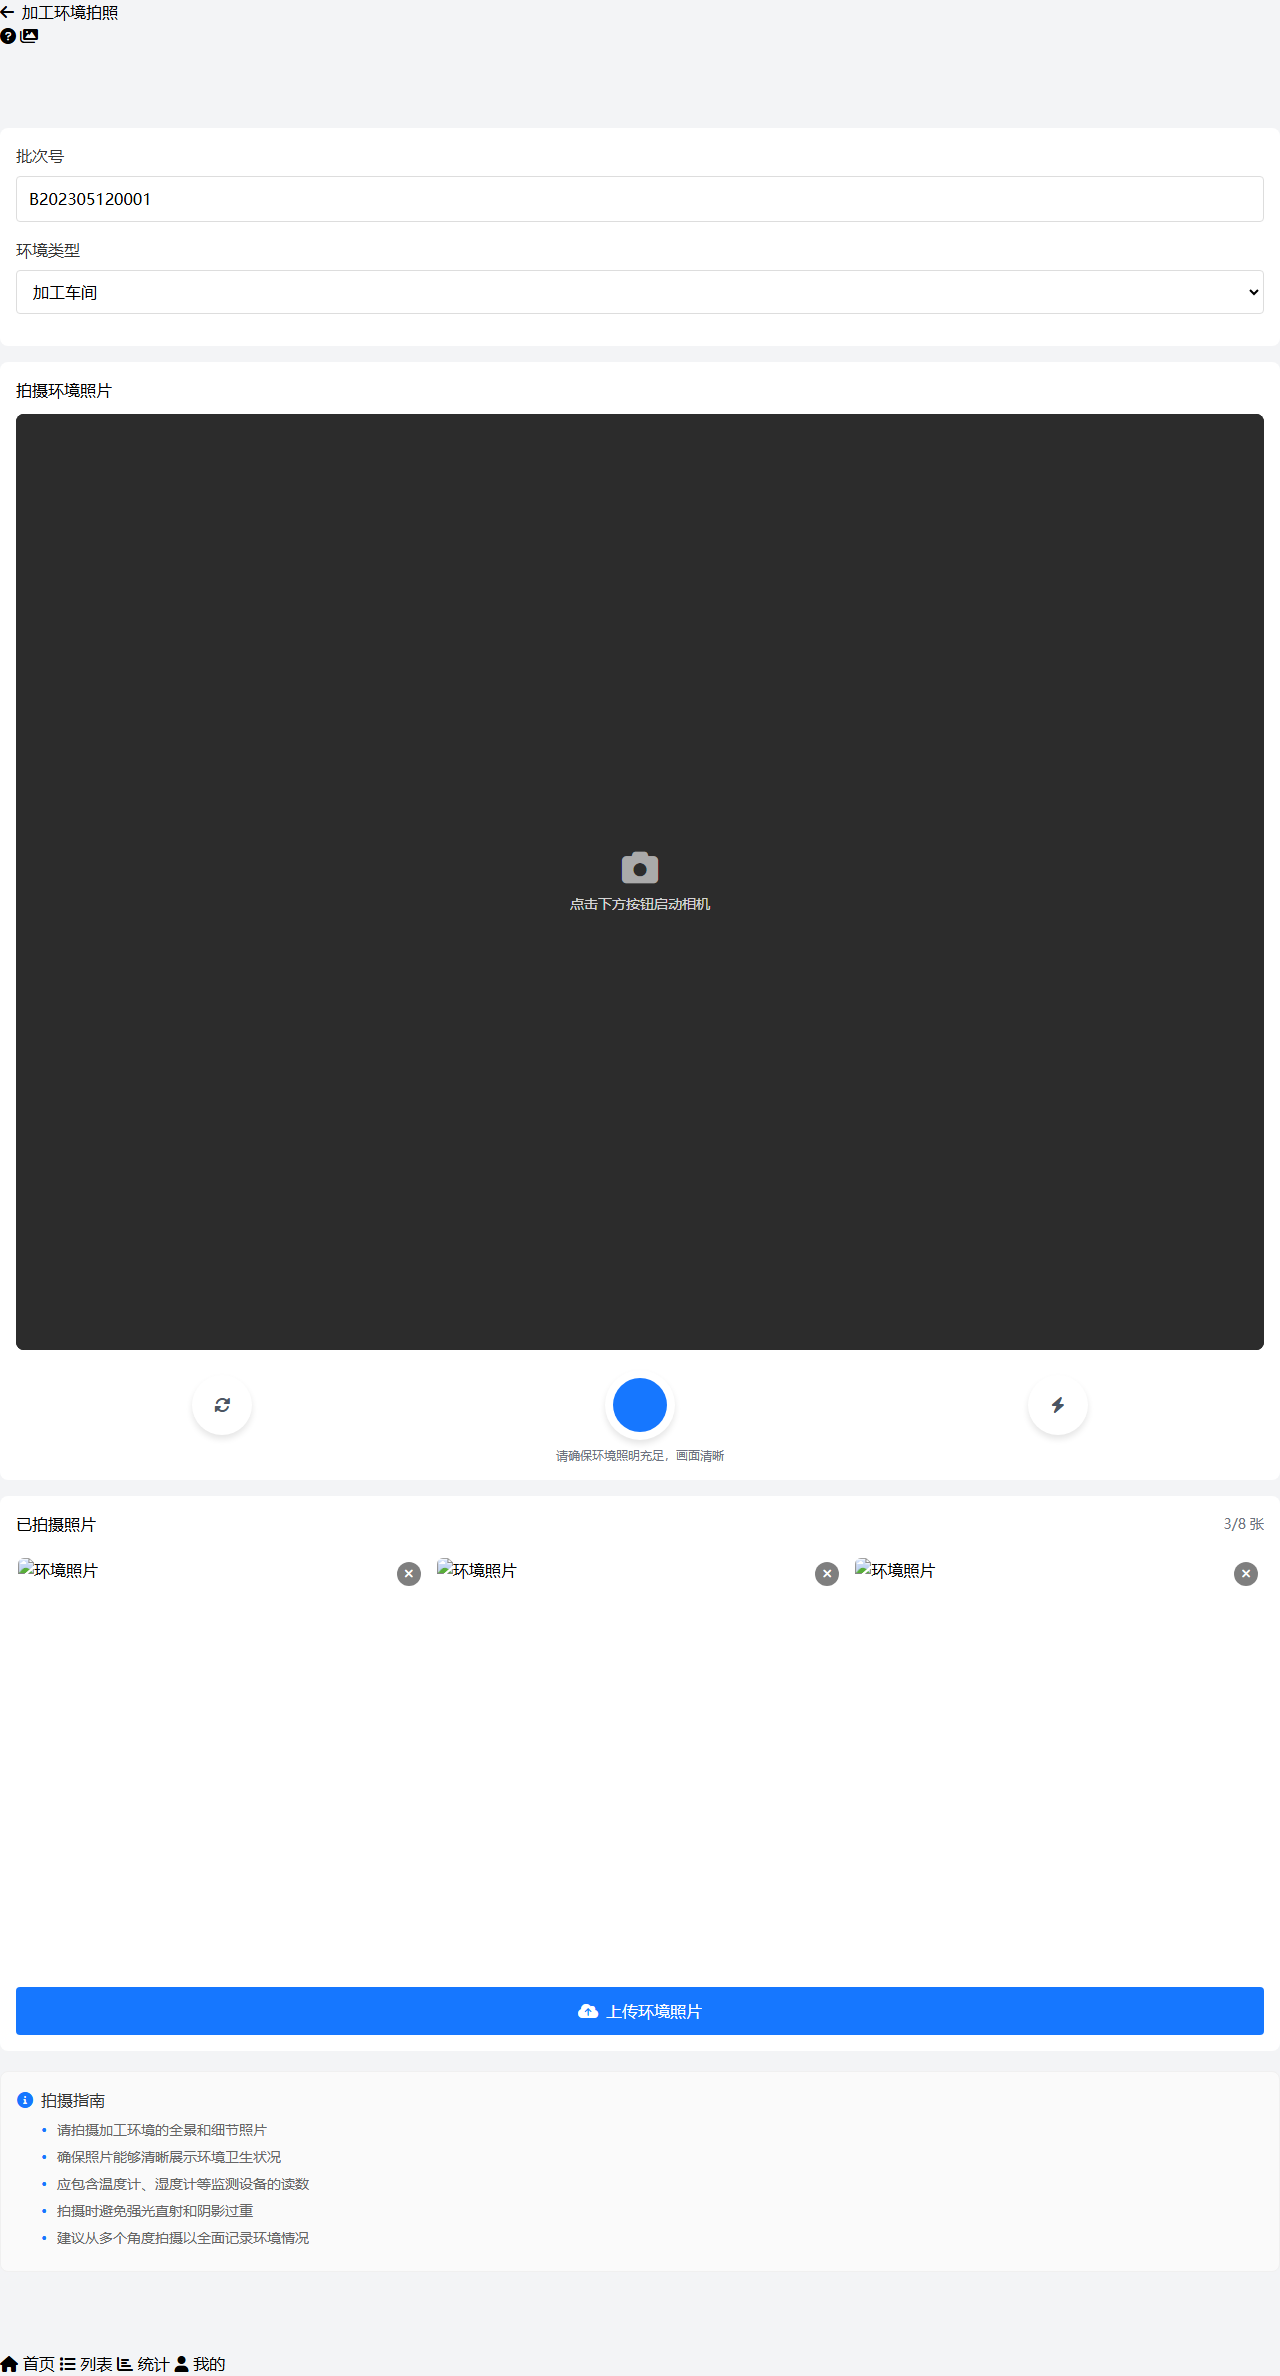 加工环境拍照
批次号
B202305120001
环境类型
加工车间
拍摄环境照片
点击下方按钮启动相机
请确保环境照明充足，画面清晰
已拍摄照片
3/8 张
环境照片 环境照片 环境照片
上传环境照片
拍摄指南
• 请拍摄加工环境的全景和细节照片
• 确保照片能够清晰展示环境卫生状况
• 应包含温度计、湿度计等监测设备的读数
• 拍摄时避免强光直射和阴影过重
• 建议从多个角度拍摄以全面记录环境情况
首页 列表 统计 我的